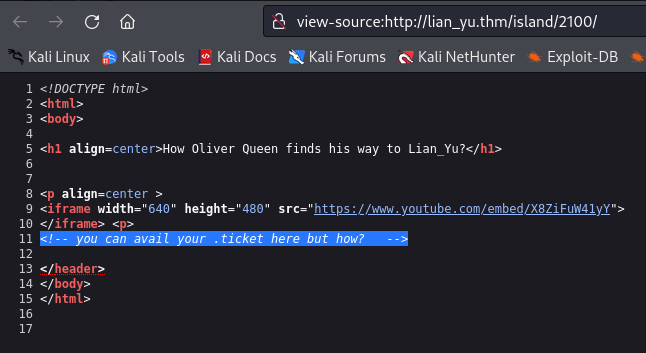 view-source:http://lian_yu.thm/island/2100/
Kali Linux Kali Tools Kali Docs Kali Forums Kali NetHunter Exploit-DB
1 <!DOCTYPE html>
2 <html>
3 <body>
4
5 <h1 align=center>How Oliver Queen finds his way to Lian_Yu?</h1>
6
7
8 <p align=center >
9 <iframe width="640" height="480" src="https://www.youtube.com/embed/X8ZiFuW41yY">
10 </iframe> <p>
11 <!-- you can avail your .ticket here but how?   -->
12
13 </header>
14 </body>
15 </html>
16
17